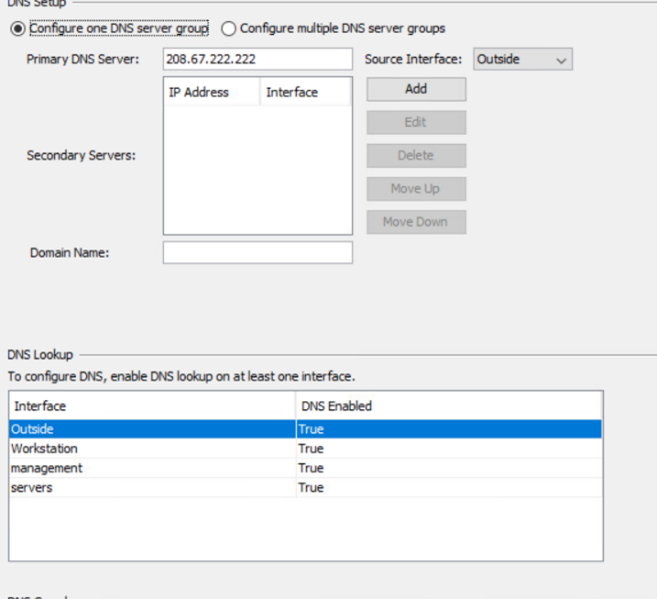 DNS Setup
Configure one DNS server group Configure multiple DNS server groups
Primary DNS Server: 208.67.222.222 Source Interface: Outside
IP Address Interface
Add
Edit
Secondary Servers:
Delete
Move Up
Move Down
Domain Name:
DNS Lookup
To configure DNS, enable DNS lookup on at least one interface.
Interface DNS Enabled
Outside True
Workstation True
management True
servers True